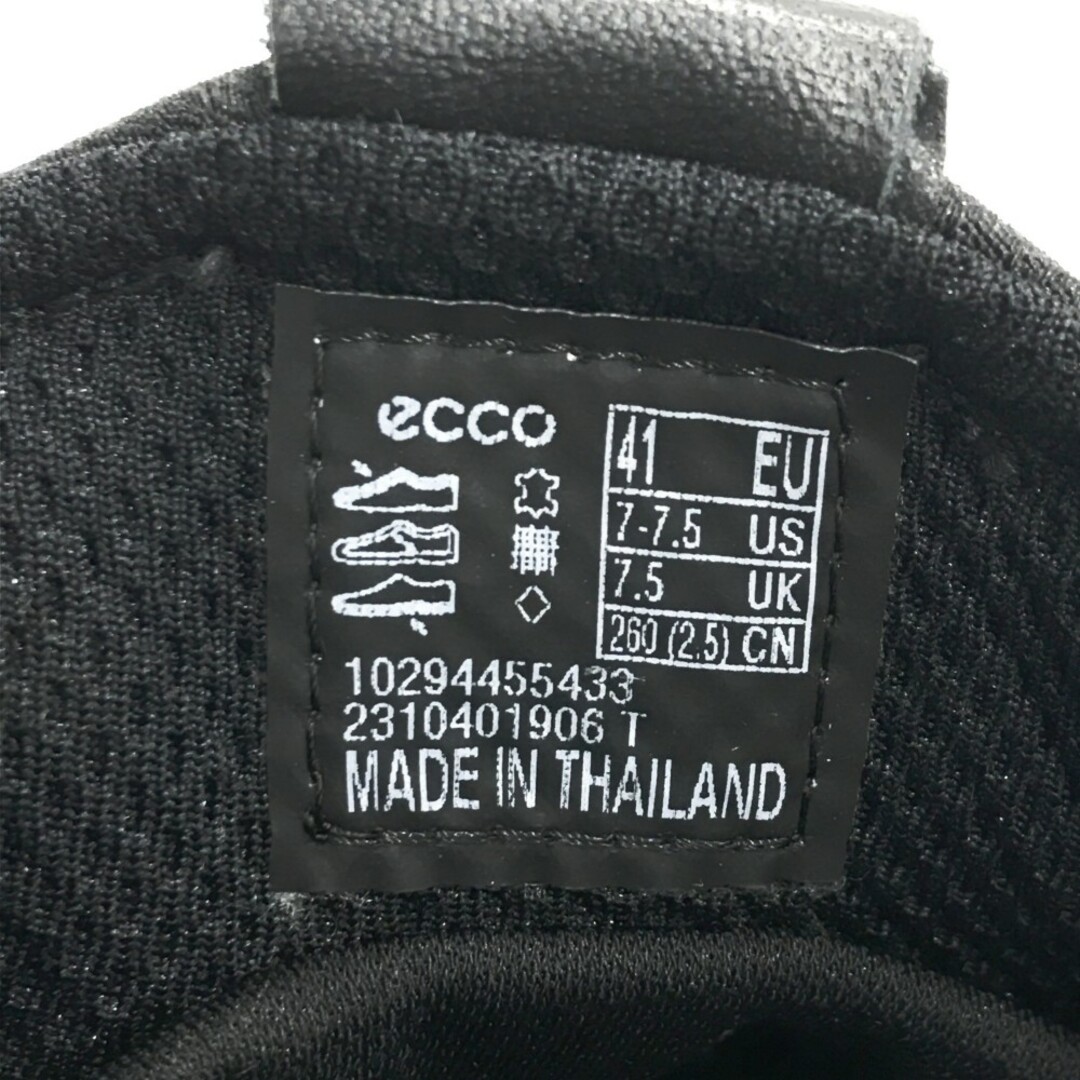 ecco
41 EU
7-7.5 US
7.5 UK
260 (2.5) CN
10294455433
2310401906 T
MADE IN THAILAND